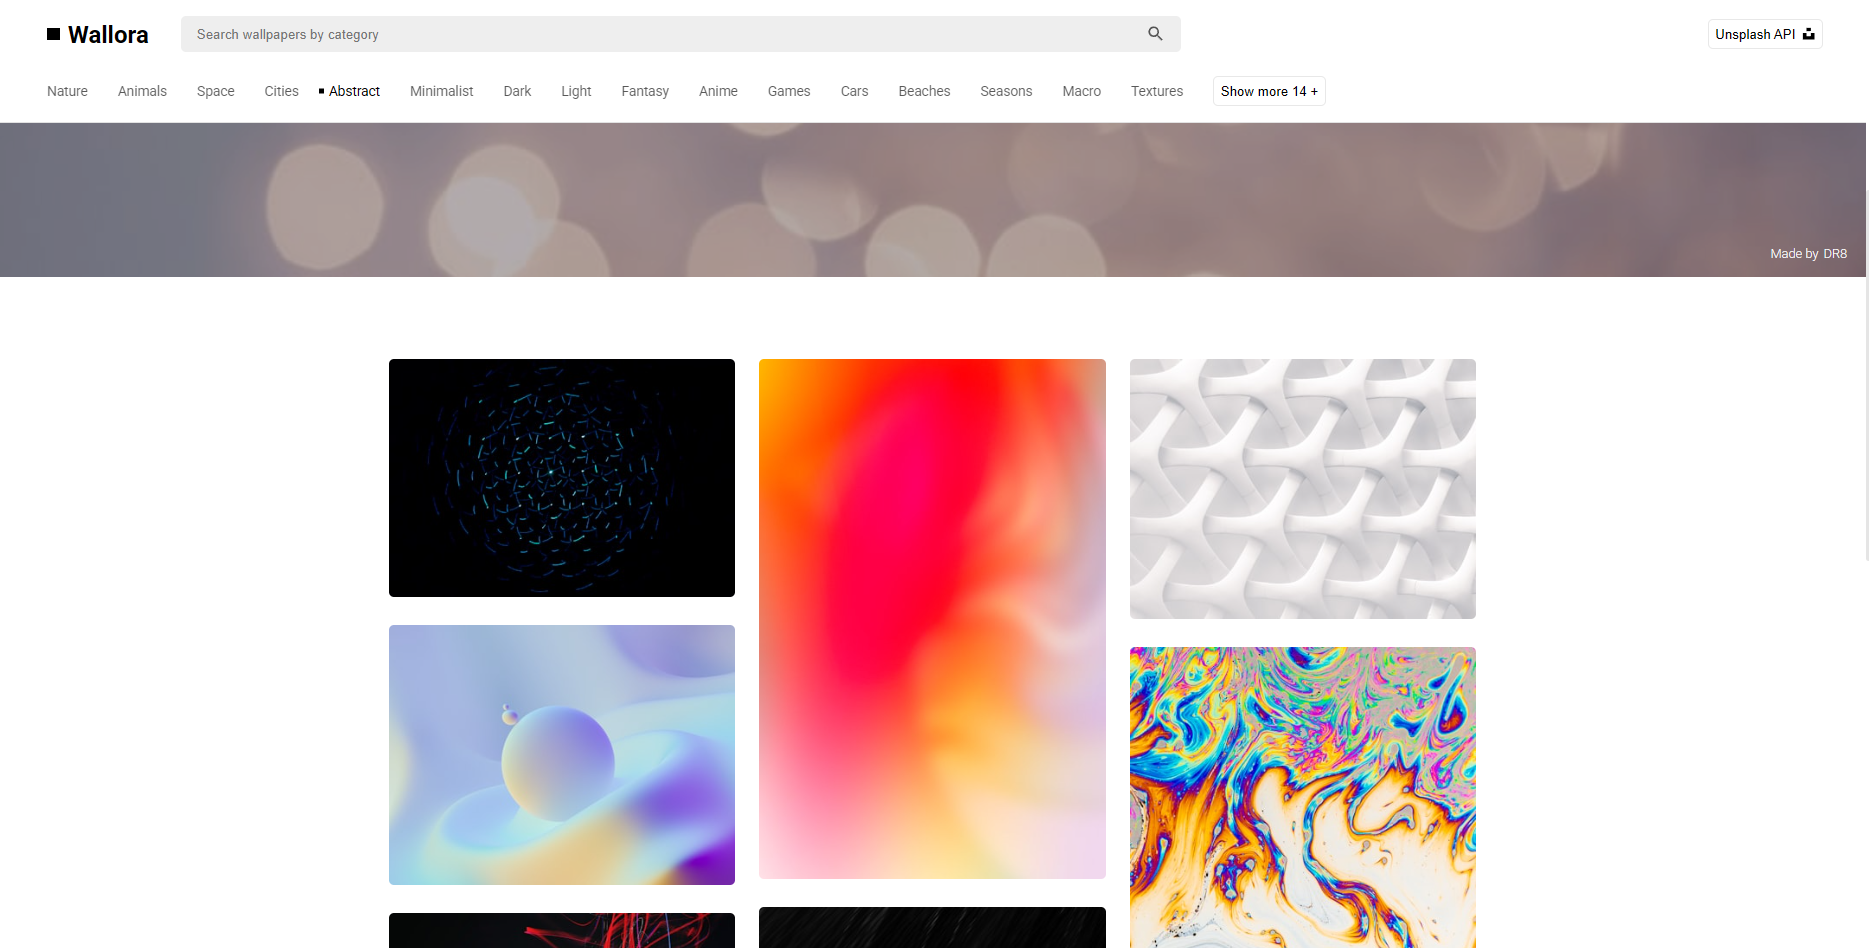 Wallora
Search wallpapers by category
Unsplash API
Nature Animals Space Cities Abstract Minimalist Dark Light Fantasy Anime Games Cars Beaches Seasons Macro Textures Show more 14 +
Made by DR8